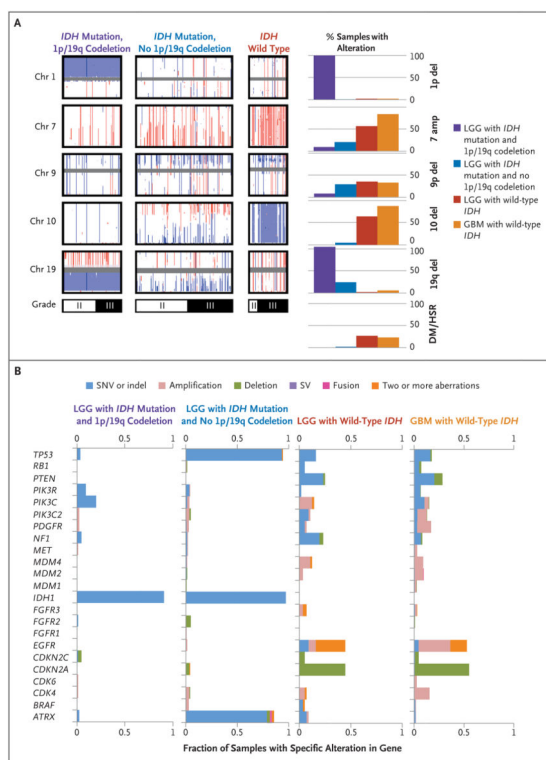 A
IDH Mutation,
1p/19q Codeletion
IDH Mutation,
No 1p/19q Codeletion
IDH
Wild Type
% Samples with
Alteration
Chr 1
Chr 7
Chr 9
Chr 10
Chr 19
Grade
II
III
II
III
II
III
100
50
0
1p del
100
50
0
7 amp
100
50
0
9p del
100
50
0
10 del
100
50
0
19q del
100
50
0
DM/HSR
LGG with IDH
mutation and
1p/19q codeletion
LGG with IDH
mutation and no
1p/19q codeletion
LGG with wild-type
IDH
GBM with wild-type
IDH
B
SNV or indel
Amplification
Deletion
SV
Fusion
Two or more aberrations
LGG with IDH Mutation
and 1p/19q Codeletion
LGG with IDH Mutation
and No 1p/19q Codeletion
LGG with Wild-Type IDH
GBM with Wild-Type IDH
0 1
0 1
0 1
0 1
TP53
RB1
PTEN
PIK3R
PIK3C
PIK3C2
PDGFR
NF1
MET
MDM4
MDM2
MDM1
IDH1
FGFR3
FGFR2
FGFR1
EGFR
CDKN2C
CDKN2A
CDK6
CDK4
BRAF
ATRX
0 1
0 1
0 1
0 1
Fraction of Samples with Specific Alteration in Gene